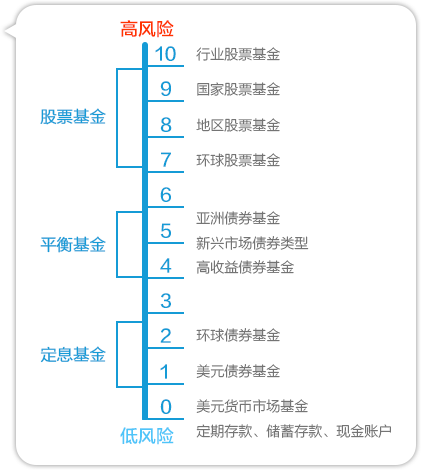 高风险
10 行业股票基金
9 国家股票基金
股票基金
8 地区股票基金
7 环球股票基金
6
亚洲债券基金
5
平衡基金
新兴市场债券类型
4 高收益债券基金
3
2 环球债券基金
定息基金
1 美元债券基金
0 美元货币市场基金
低风险
定期存款、储蓄存款、现金账户